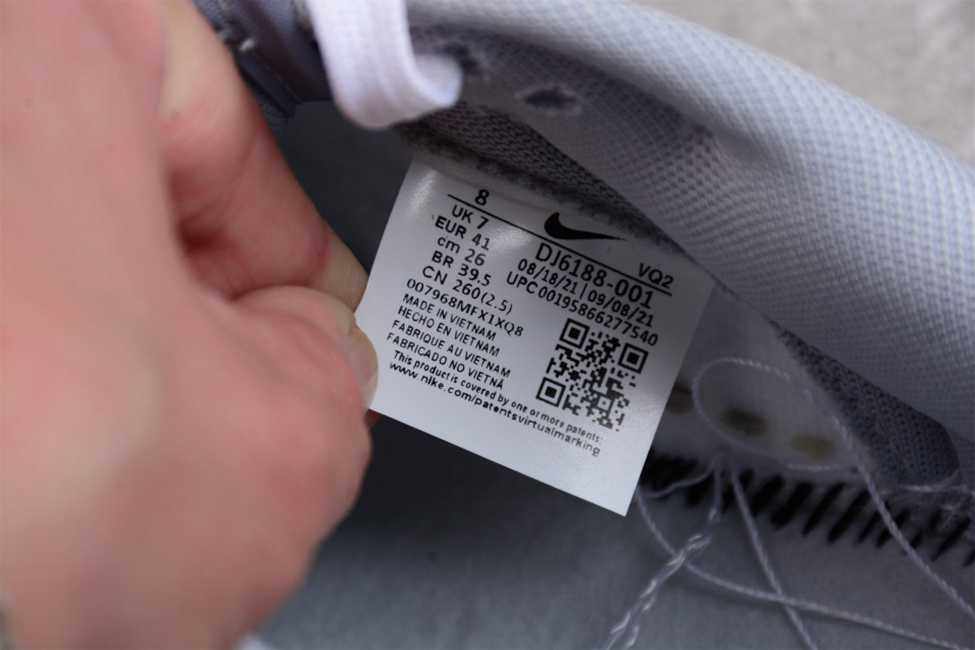 8
UK 7
EUR 41
cm 26
BR 39.5
CN 260(2.5)
007968MFX1XQ8
VQ2
DJ6188-001
08/18/21 | 09/08/21
UPC 00195866277540
MADE IN VIETNAM
HECHO EN VIETNAM
FABRIQUE AU VIETNAM
FABRICADO NO VIETNÃ
This product is covered by one or more patents:
www.nike.com/patentsvirtualmarking